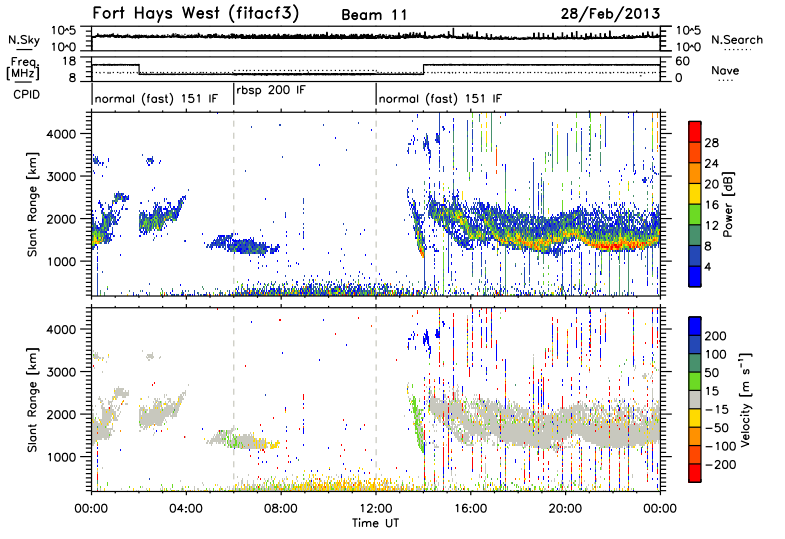 Fort Hays West (fitacf3) Beam 11 28/Feb/2013
N.Sky 10^5 10^0 10^5 10^0 N.Search
Freq. [MHz] 18 8 60 0 Nave
CPID normal (fast) 151 IF rbsp 200 IF normal (fast) 151 IF
Slant Range [km]
4000
3000
2000
1000
Power [dB]
28
24
20
16
12
8
4
Slant Range [km]
4000
3000
2000
1000
Velocity [m s⁻¹]
200
100
50
15
-15
-50
-100
-200
00:00 04:00 08:00 12:00 16:00 20:00 00:00
Time UT